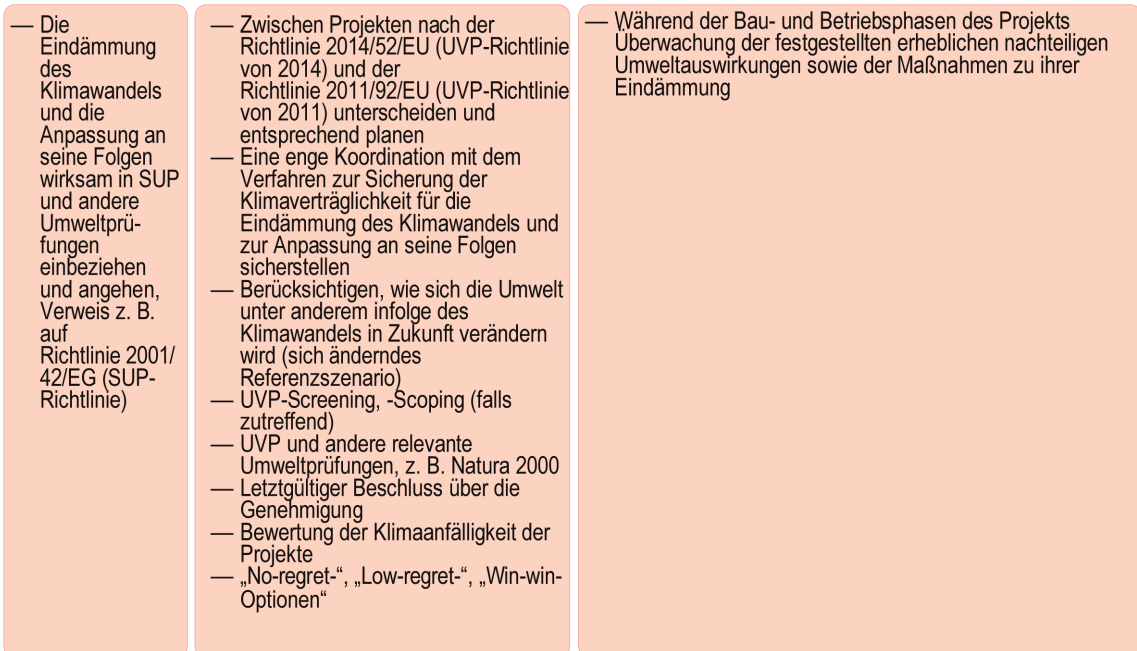 — Die
Eindämmung
des
Klimawandels
und die
Anpassung an
seine Folgen
wirksam in SUP
und andere
Umweltprü-
fungen
einbeziehen
und angehen,
Verweis z. B.
auf
Richtlinie 2001/
42/EG (SUP-
Richtlinie)
— Zwischen Projekten nach der
Richtlinie 2014/52/EU (UVP-Richtlinie
von 2014) und der
Richtlinie 2011/92/EU (UVP-Richtlinie
von 2011) unterscheiden und
entsprechend planen
— Eine enge Koordination mit dem
Verfahren zur Sicherung der
Klimaverträglichkeit für die
Eindämmung des Klimawandels und
zur Anpassung an seine Folgen
sicherstellen
— Berücksichtigen, wie sich die Umwelt
unter anderem infolge des
Klimawandels in Zukunft verändern
wird (sich änderndes
Referenzszenario)
— UVP-Screening, -Scoping (falls
zutreffend)
— UVP und andere relevante
Umweltprüfungen, z. B. Natura 2000
— Letztgültiger Beschluss über die
Genehmigung
— Bewertung der Klimaanfälligkeit der
Projekte
— „No-regret-“, „Low-regret-“, „Win-win-
Optionen“
— Während der Bau- und Betriebsphasen des Projekts
Überwachung der festgestellten erheblichen nachteiligen
Umweltauswirkungen sowie der Maßnahmen zu ihrer
Eindämmung